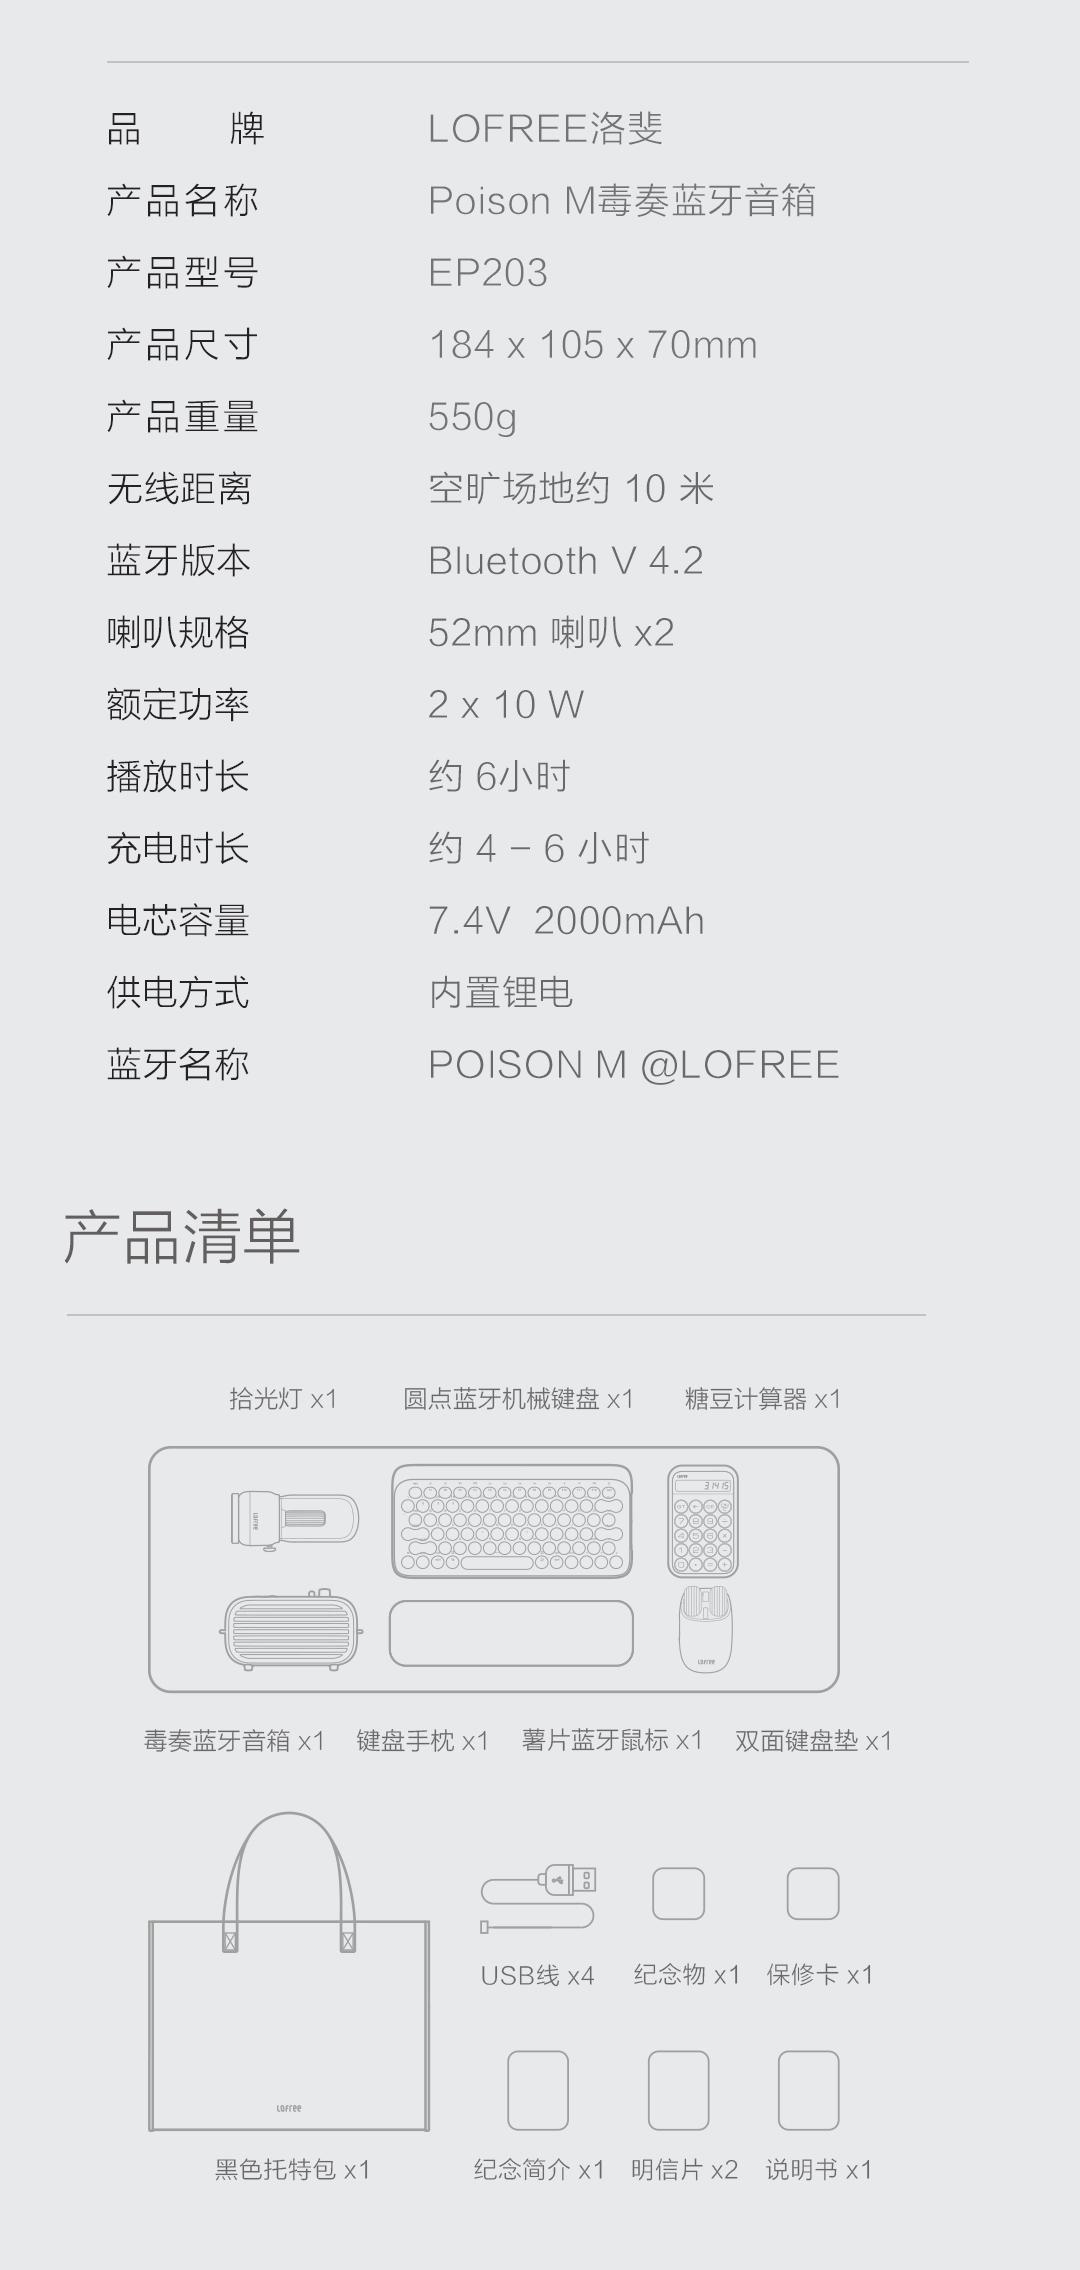 品 牌 LOFREE洛斐
产品名称 Poison M毒奏蓝牙音箱
产品型号 EP203
产品尺寸 184 x 105 x 70mm
产品重量 550g
无线距离 空旷场地约 10 米
蓝牙版本 Bluetooth V 4.2
喇叭规格 52mm 喇叭 x2
额定功率 2 x 10 W
播放时长 约 6小时
充电时长 约 4 – 6 小时
电芯容量 7.4V 2000mAh
供电方式 内置锂电
蓝牙名称 POISON M @LOFREE
产品清单
拾光灯 x1 圆点蓝牙机械键盘 x1 糖豆计算器 x1
LOFREE
31415
LOFREE
毒奏蓝牙音箱 x1 键盘手枕 x1 薯片蓝牙鼠标 x1 双面键盘垫 x1
USB线 x4 纪念物 x1 保修卡 x1
LOFREE
黑色托特包 x1 纪念简介 x1 明信片 x2 说明书 x1